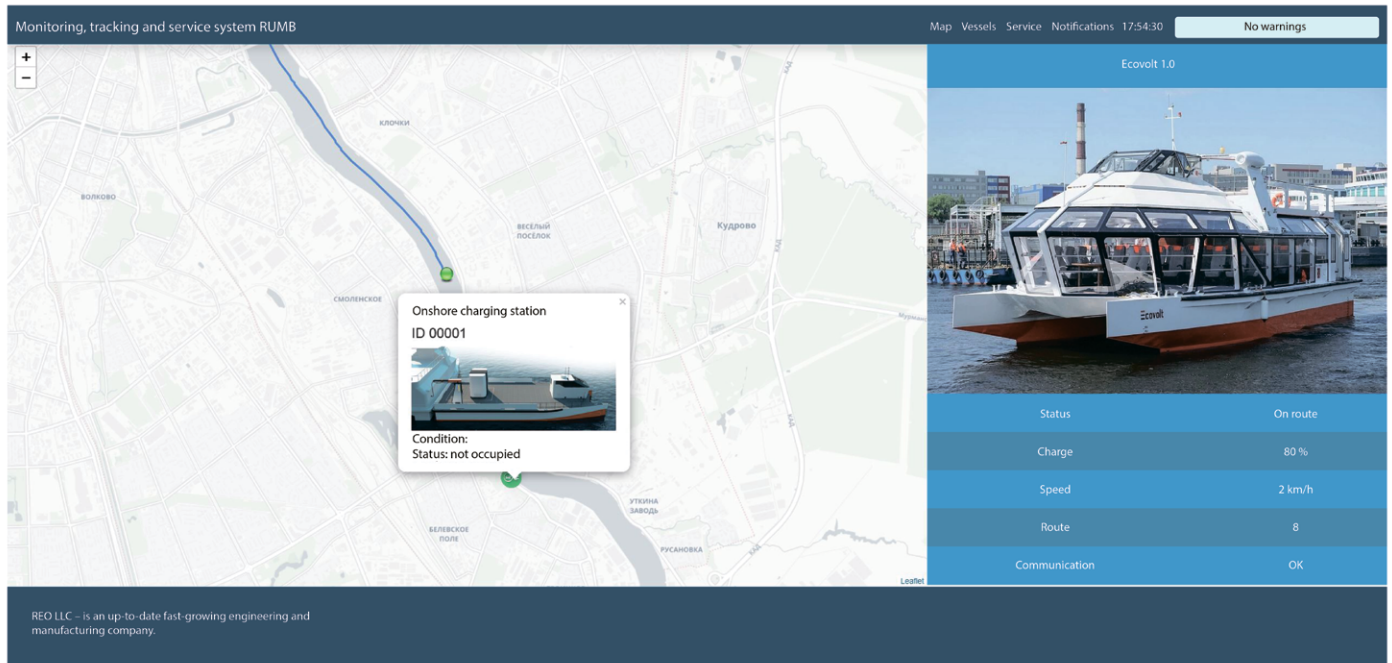 Monitoring, tracking and service system RUMB
Map Vessels Service Notifications 17:54:30 No warnings
+
−
Ecovolt 1.0
КЛОЧКИ
ВОЛКОВО
ВЕСЁЛЫЙ
ПОСЁЛОК
Кудрово
КАД
СМОЛЕНСКОЕ
Мурман
Onshore charging station
ID 00001
Condition:
Status: not occupied
×
Ecovolt
УТКИНА
ЗАВОДЬ
БЕЛЕВСКОЕ
ПОЛЕ
РУСАНОВКА
КАД
Leaflet
Status On route
Charge 80 %
Speed 2 km/h
Route 8
Communication OK
REO LLC – is an up-to-date fast-growing engineering and
manufacturing company.